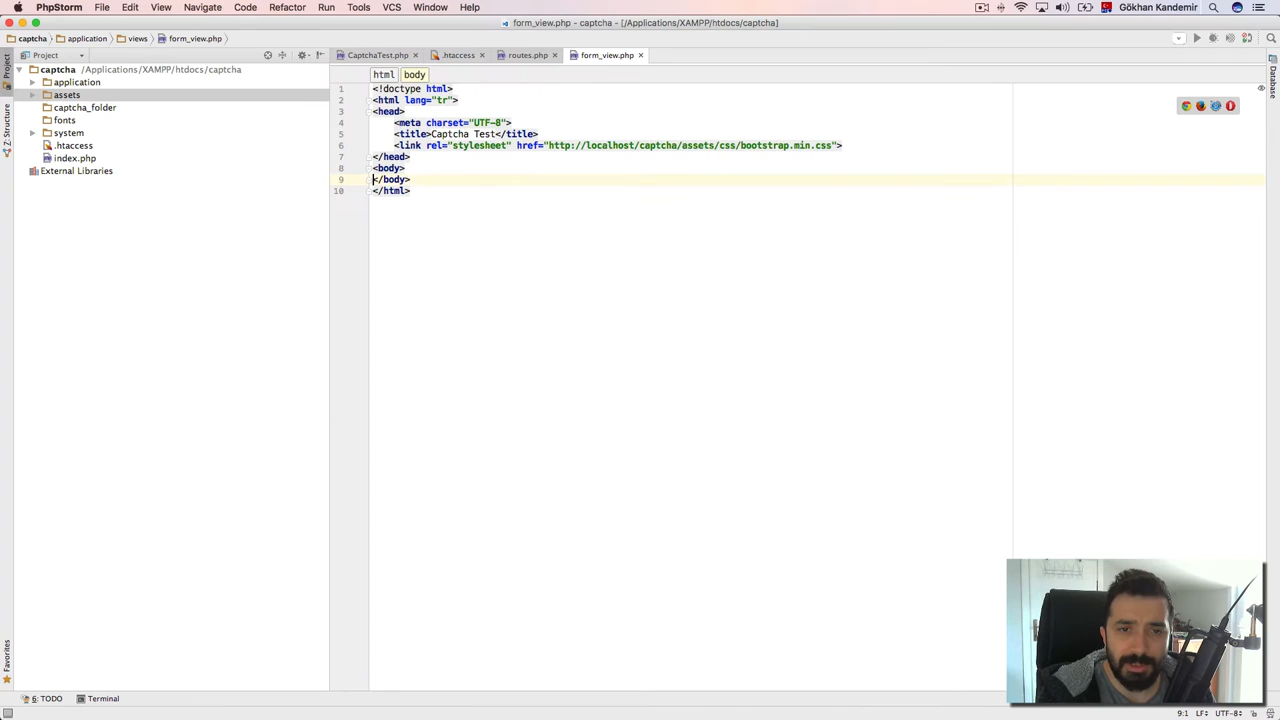 PhpStorm File Edit View Navigate Code Refactor Run Tools VCS Window Help Gökhan Kandemir
form_view.php - captcha - [/Applications/XAMPP/htdocs/captcha]
captcha application views form_view.php
Project CaptchaTest.php .htaccess routes.php form_view.php
captcha /Applications/XAMPP/htdocs/captcha
application
assets
captcha_folder
fonts
system
.htaccess
index.php
External Libraries
html body
1 <!doctype html>
2 <html lang="tr">
3 <head>
4 <meta charset="UTF-8">
5 <title>Captcha Test</title>
6 <link rel="stylesheet" href="http://localhost/captcha/assets/css/bootstrap.min.css">
7 </head>
8 <body>
9 </body>
10 </html>
Project
Z: Structure
Favorites
Database
6: TODO Terminal
9:1 LF UTF-8